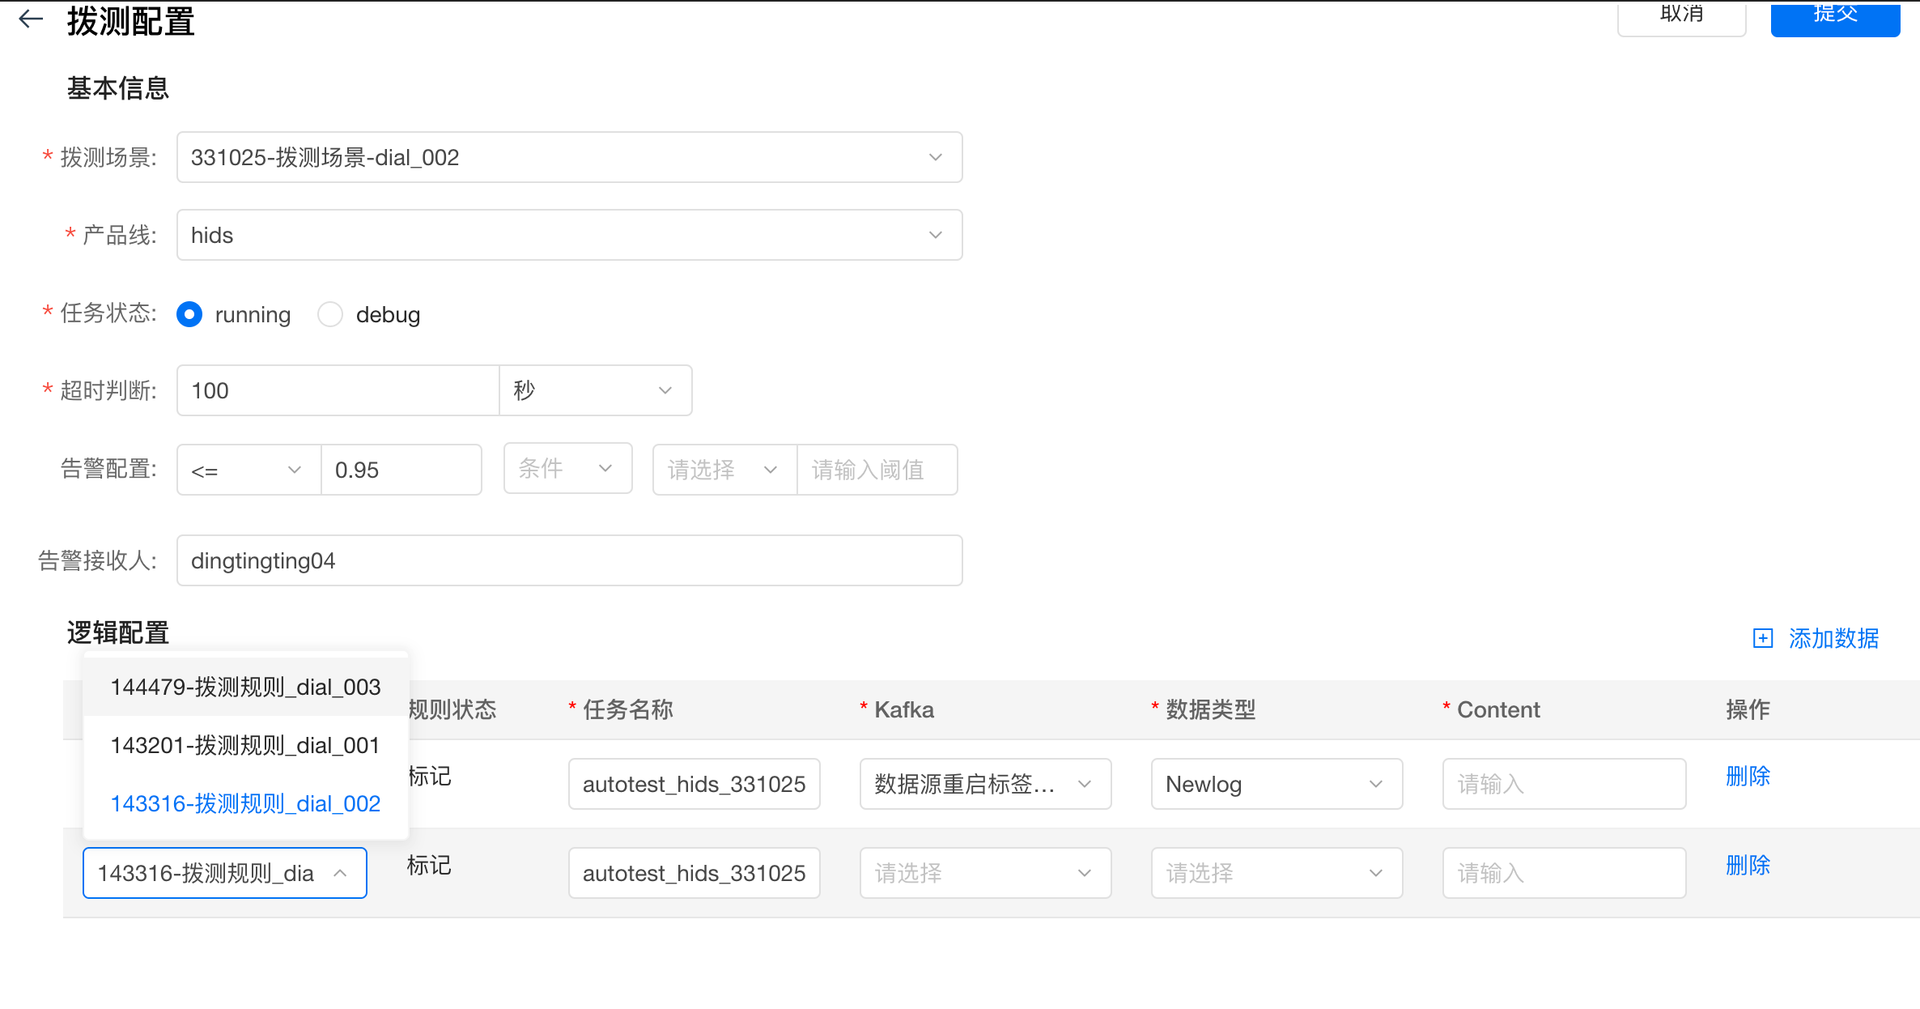 拨测配置
取消
提交
基本信息
* 拨测场景:
331025-拨测场景-dial_002
* 产品线:
hids
* 任务状态:
running
debug
* 超时判断:
100
秒
告警配置:
<=
0.95
条件
请选择
请输入阈值
告警接收人:
dingtingting04
逻辑配置
添加数据
144479-拨测规则_dial_003
143201-拨测规则_dial_001
143316-拨测规则_dial_002
规则状态
* 任务名称
* Kafka
* 数据类型
* Content
操作
标记
autotest_hids_331025
数据源重启标签...
Newlog
请输入
删除
143316-拨测规则_dia
标记
autotest_hids_331025
请选择
请选择
请输入
删除